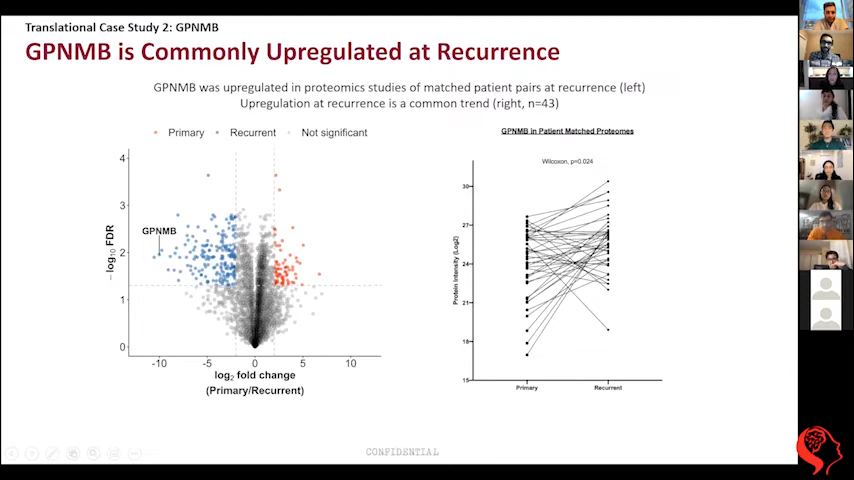 Translational Case Study 2: GPNMB
GPNMB is Commonly Upregulated at Recurrence
GPNMB was upregulated in proteomics studies of matched patient pairs at recurrence (left)
Upregulation at recurrence is a common trend (right, n=43)
Primary Recurrent Not significant
4
3
2
1
0
− log10 FDR
GPNMB
-10 -5 0 5 10
log2 fold change
(Primary/Recurrent)
GPNMB in Patient Matched Proteomes
Wilcoxon, p=0.024
30
27
24
21
18
15
Protein Intensity (Log2)
Primary Recurrent
CONFIDENTIAL